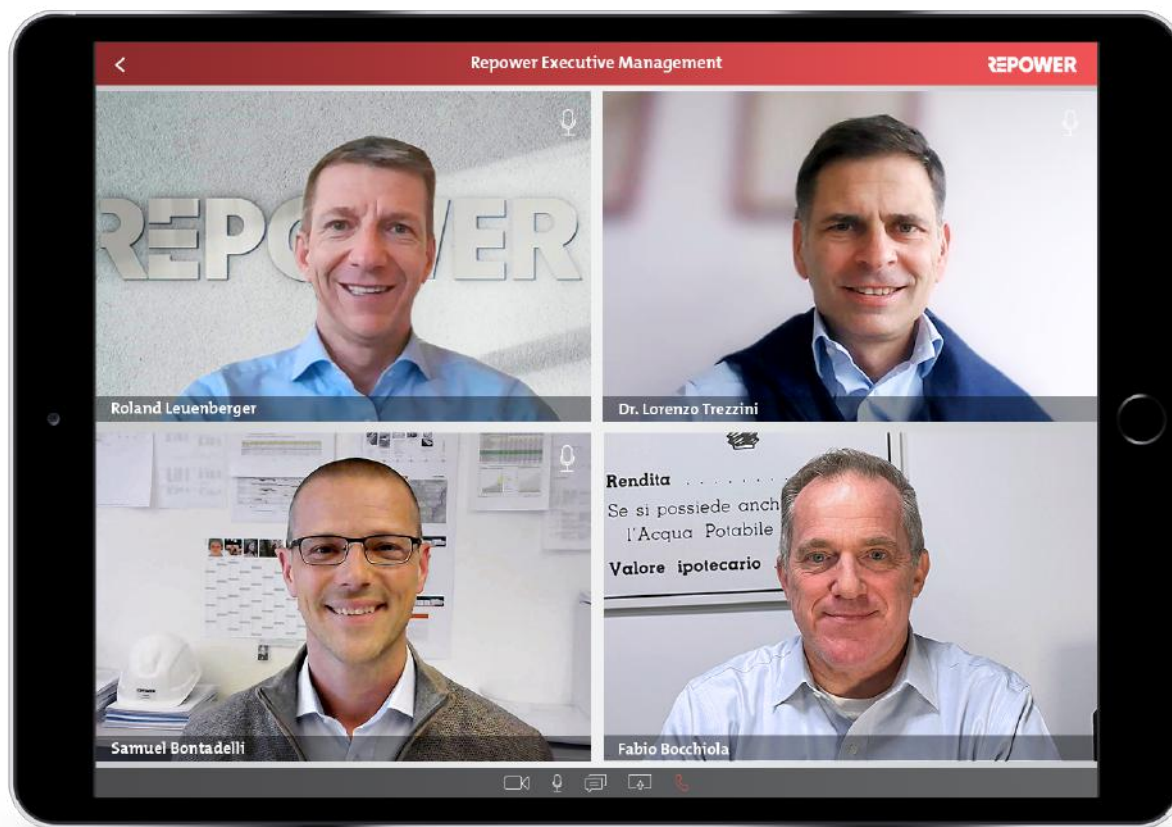 Repower Executive Management
REPOWER
REPOWER
Roland Leuenberger
Dr. Lorenzo Trezzini
Rendita . . . . . . .
Se si possiede anch
l'Acqua Potabile
Valore ipotecario
REPOWER
Samuel Bontadelli
Fabio Bocchiola